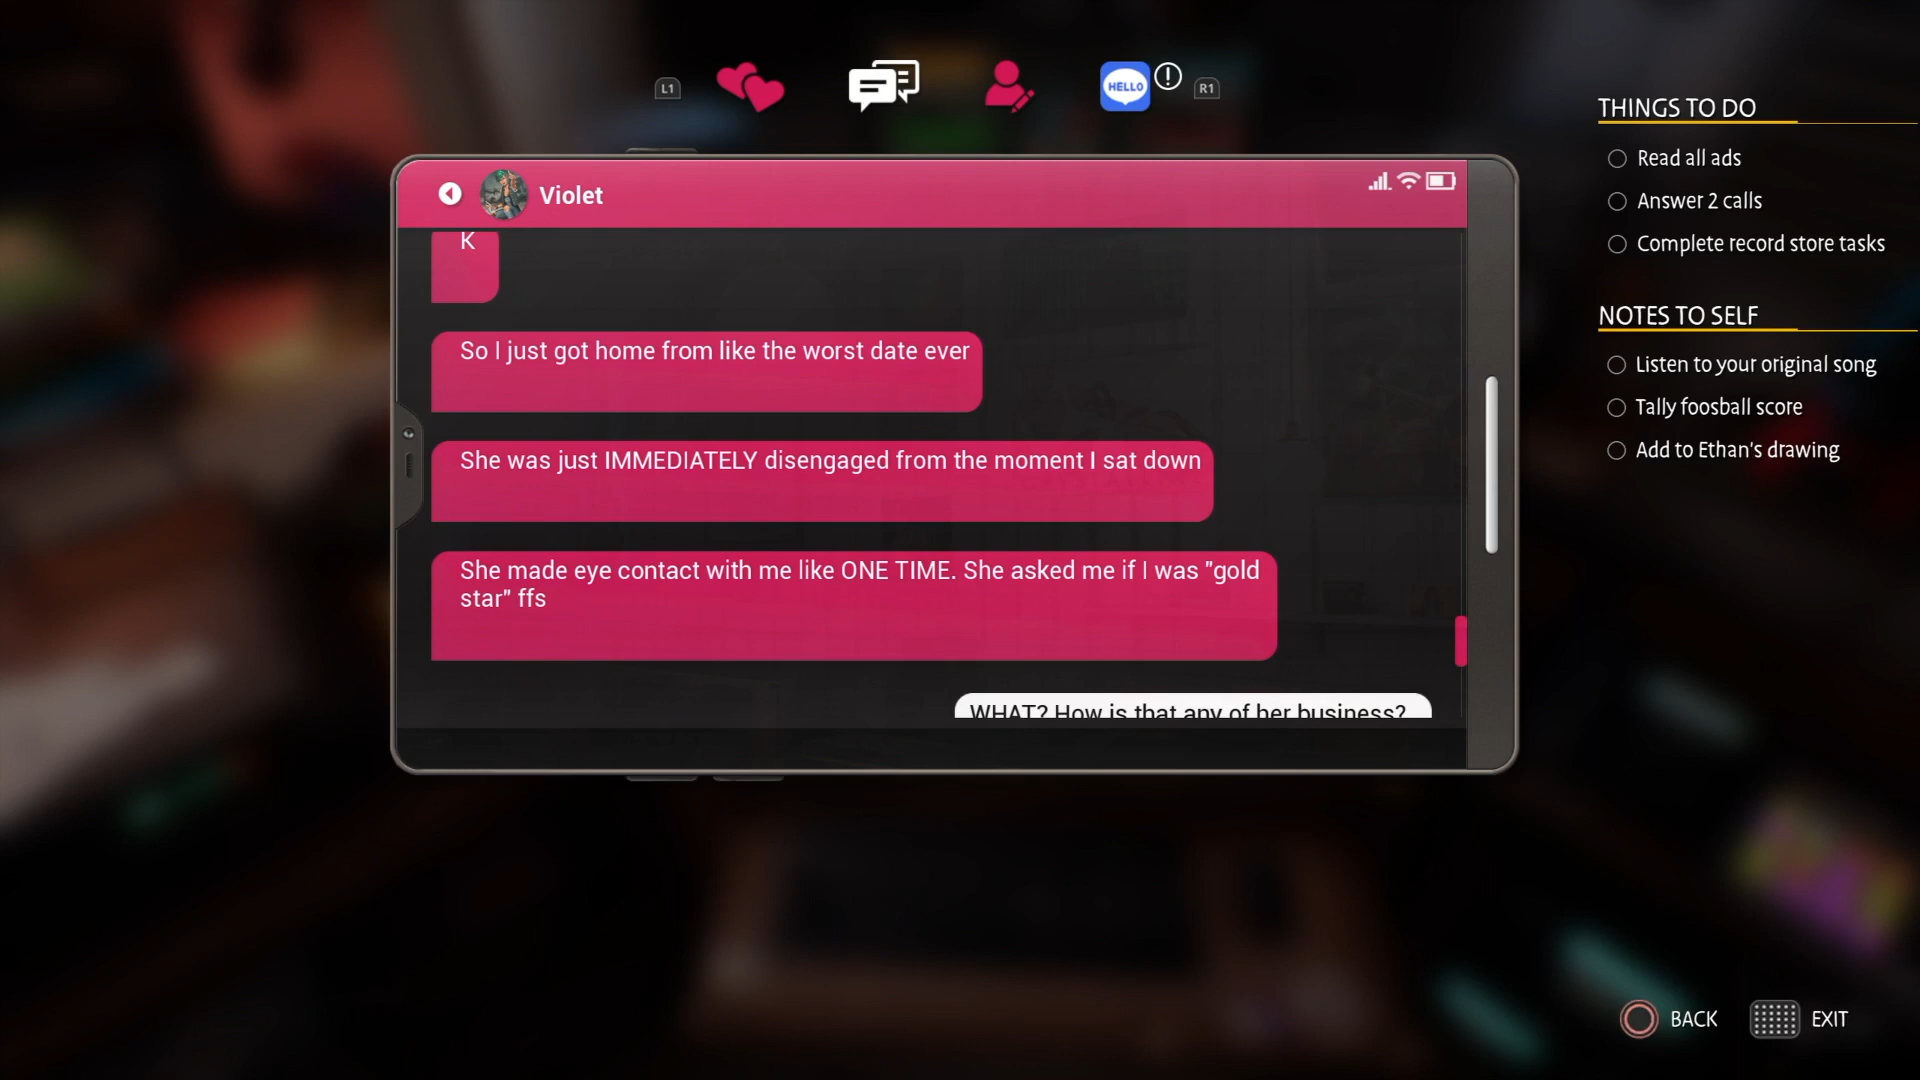 L1
HELLO
R1
Violet
K
So I just got home from like the worst date ever
She was just IMMEDIATELY disengaged from the moment I sat down
She made eye contact with me like ONE TIME. She asked me if I was "gold
star" ffs
WHAT? How is that any of her business?
THINGS TO DO
Read all ads
Answer 2 calls
Complete record store tasks
NOTES TO SELF
Listen to your original song
Tally foosball score
Add to Ethan's drawing
BACK
EXIT